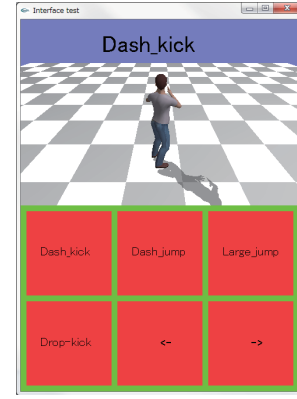 Interface test
Dash_kick
Dash_kick Dash_jump Large_jump
Drop-kick <- ->